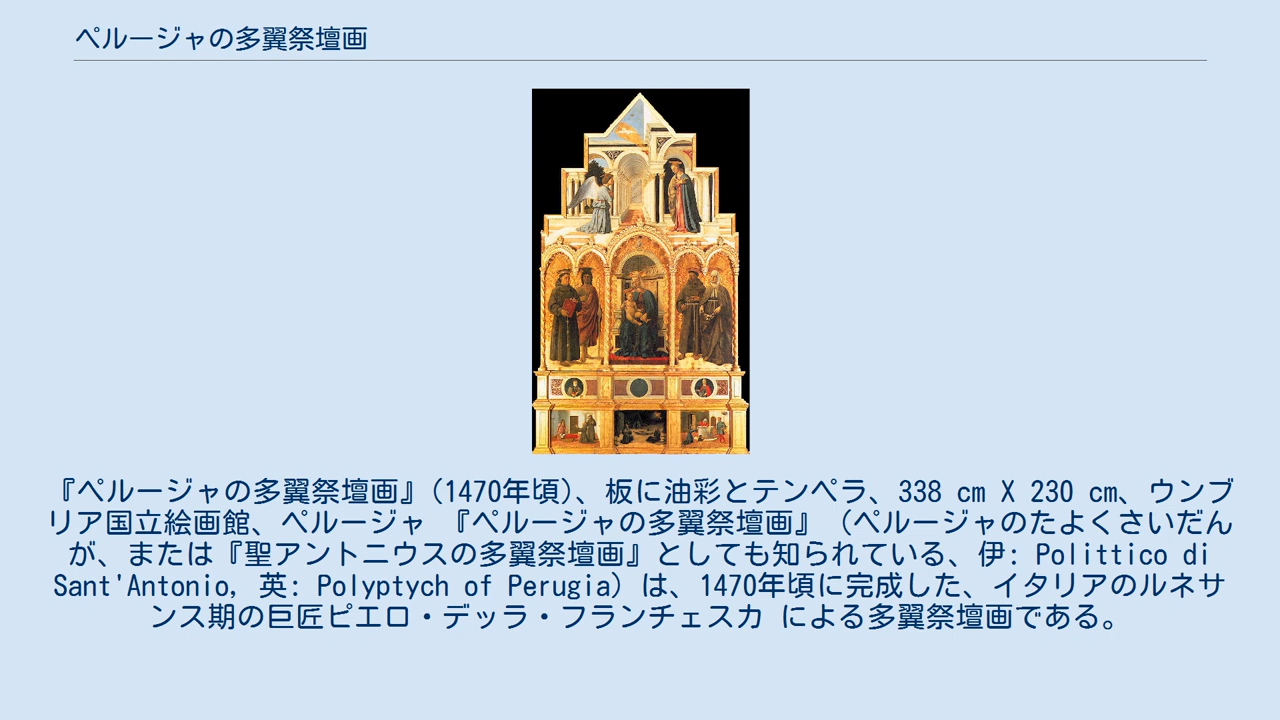 ペルージャの多翼祭壇画
『ペルージャの多翼祭壇画』(1470年頃)、板に油彩とテンペラ、338 cm X 230 cm、ウンブ
リア国立絵画館、ペルージャ 『ペルージャの多翼祭壇画』 (ペルージャのたよくさいだん
が、または『聖アントニウスの多翼祭壇画』としても知られている、伊: Polittico di
Sant'Antonio, 英: Polyptych of Perugia) は、1470年頃に完成した、イタリアのルネサ
ンス期の巨匠ピエロ・デッラ・フランチェスカ による多翼祭壇画である。